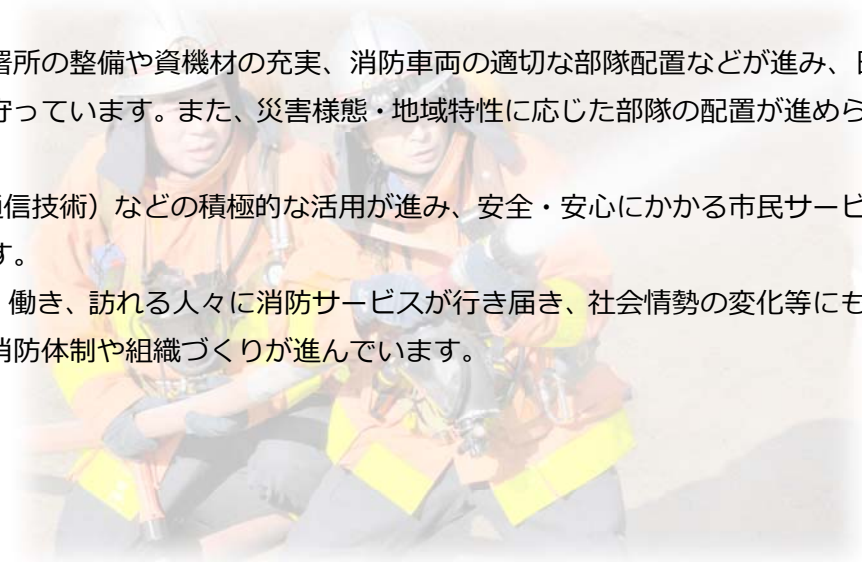 署所の整備や資機材の充実、消防車両の適切な部隊配置などが進み、
守っています。また、災害様態・地域特性に応じた部隊の配置が進めら
通信技術）などの積極的な活用が進み、安全・安心にかかる市民サービ
す。
働き、訪れる人々に消防サービスが行き届き、社会情勢の変化等にも
消防体制や組織づくりが進んでいます。